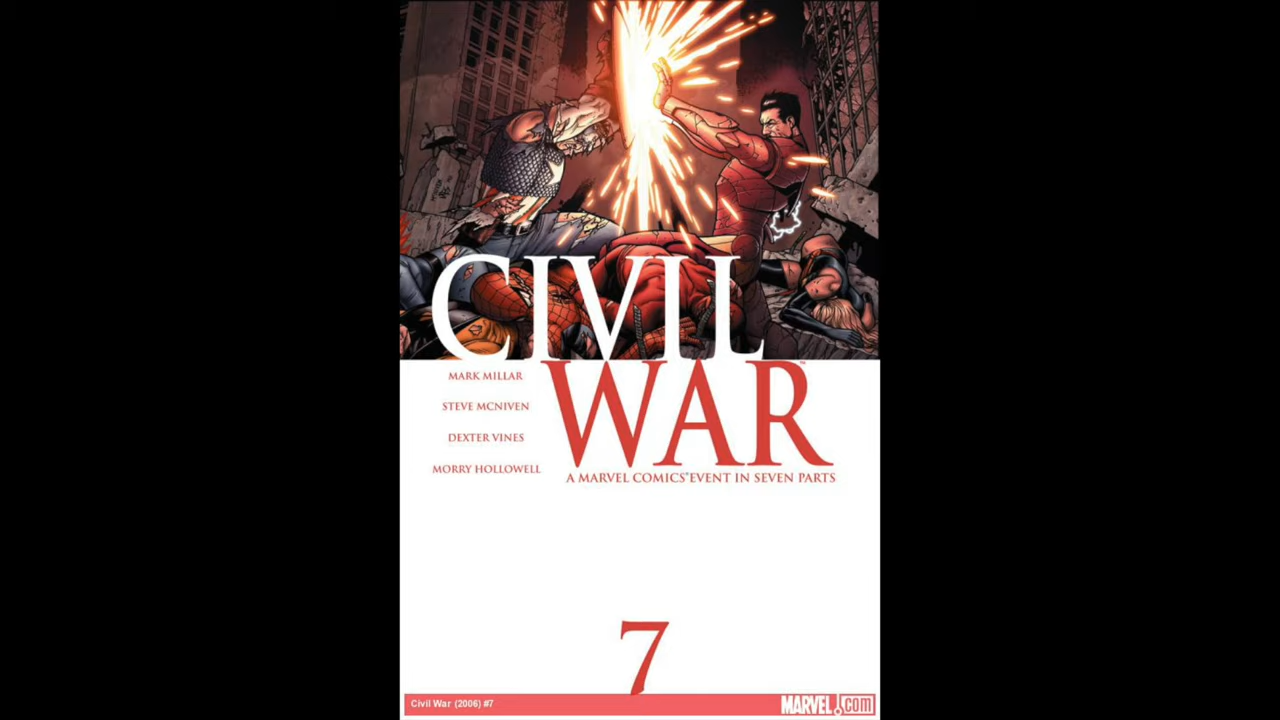 CIVIL
WAR™
MARK MILLAR
STEVE MCNIVEN
DEXTER VINES
MORRY HOLLOWELL
A MARVEL COMICS® EVENT IN SEVEN PARTS
7
Civil War (2006) #7
MARVEL.com